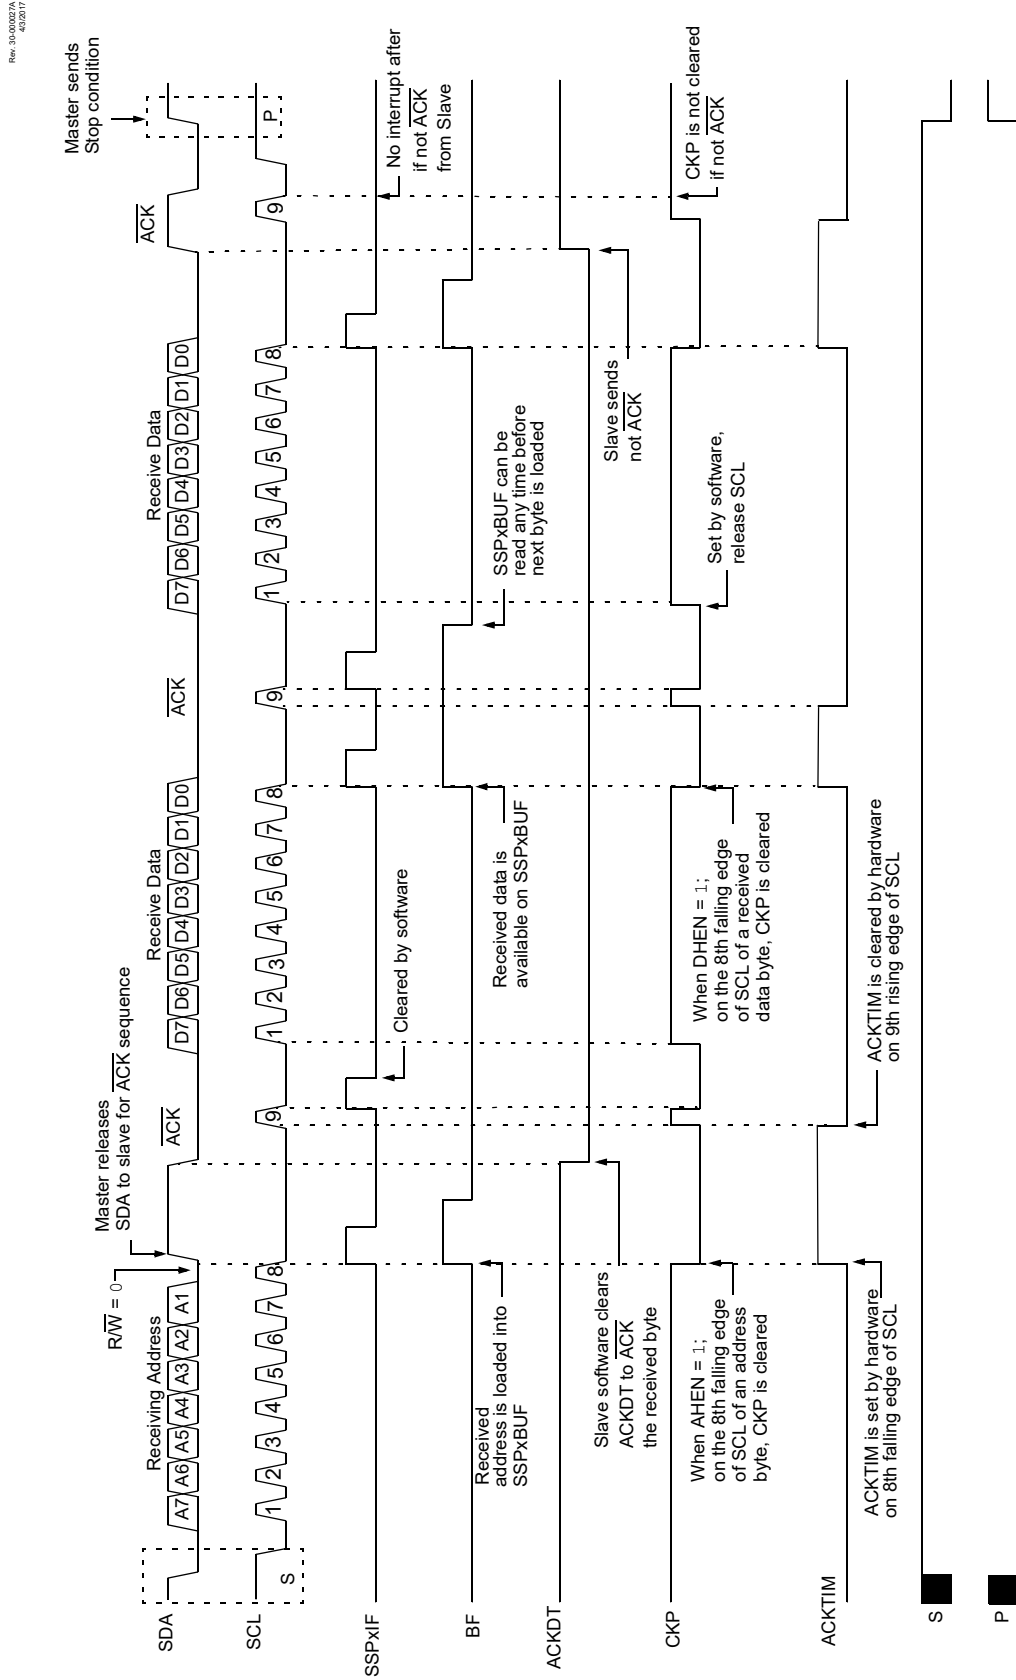 Rev. 30-000027A
4/3/2017
Master sends
Stop condition
Master releases
SDA to slave for ACK sequence
R/W = 0
Receiving Address
ACK
Receive Data
ACK
Receive Data
ACK
SDA
A7 A6 A5 A4 A3 A2 A1
D7 D6 D5 D4 D3 D2 D1 D0
D7 D6 D5 D4 D3 D2 D1 D0
SCL
S
1 2 3 4 5 6 7 8 9
1 2 3 4 5 6 7 8 9
1 2 3 4 5 6 7 8 9
P
SSPxIF
Cleared by software
No interrupt after
if not ACK
from Slave
BF
Received
address is loaded into
SSPxBUF
Received data is
available on SSPxBUF
SSPxBUF can be
read any time before
next byte is loaded
ACKDT
Slave software clears
ACKDT to ACK
the received byte
Slave sends
not ACK
CKP
When AHEN = 1;
on the 8th falling edge
of SCL of an address
byte, CKP is cleared
When DHEN = 1;
on the 8th falling edge
of SCL of a received
data byte, CKP is cleared
Set by software,
release SCL
CKP is not cleared
if not ACK
ACKTIM
ACKTIM is set by hardware
on 8th falling edge of SCL
ACKTIM is cleared by hardware
on 9th rising edge of SCL
S
P